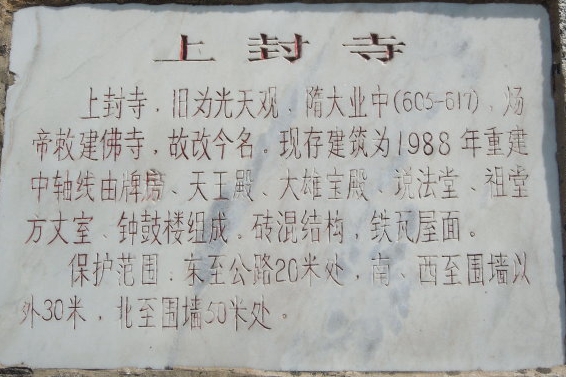 上封寺
上封寺，旧为光天观、隋大业中(605-617)、炀
帝敕建佛寺，故改今名。现存建筑为1988年重建
中轴线由牌房、天王殿、大雄宝殿、说法堂、祖堂
方丈室、钟鼓楼组成。砖混结构，铁瓦屋面。
保护范围：东至公路20米处，南、西至围墙以
外30米，北至围墙50米处。